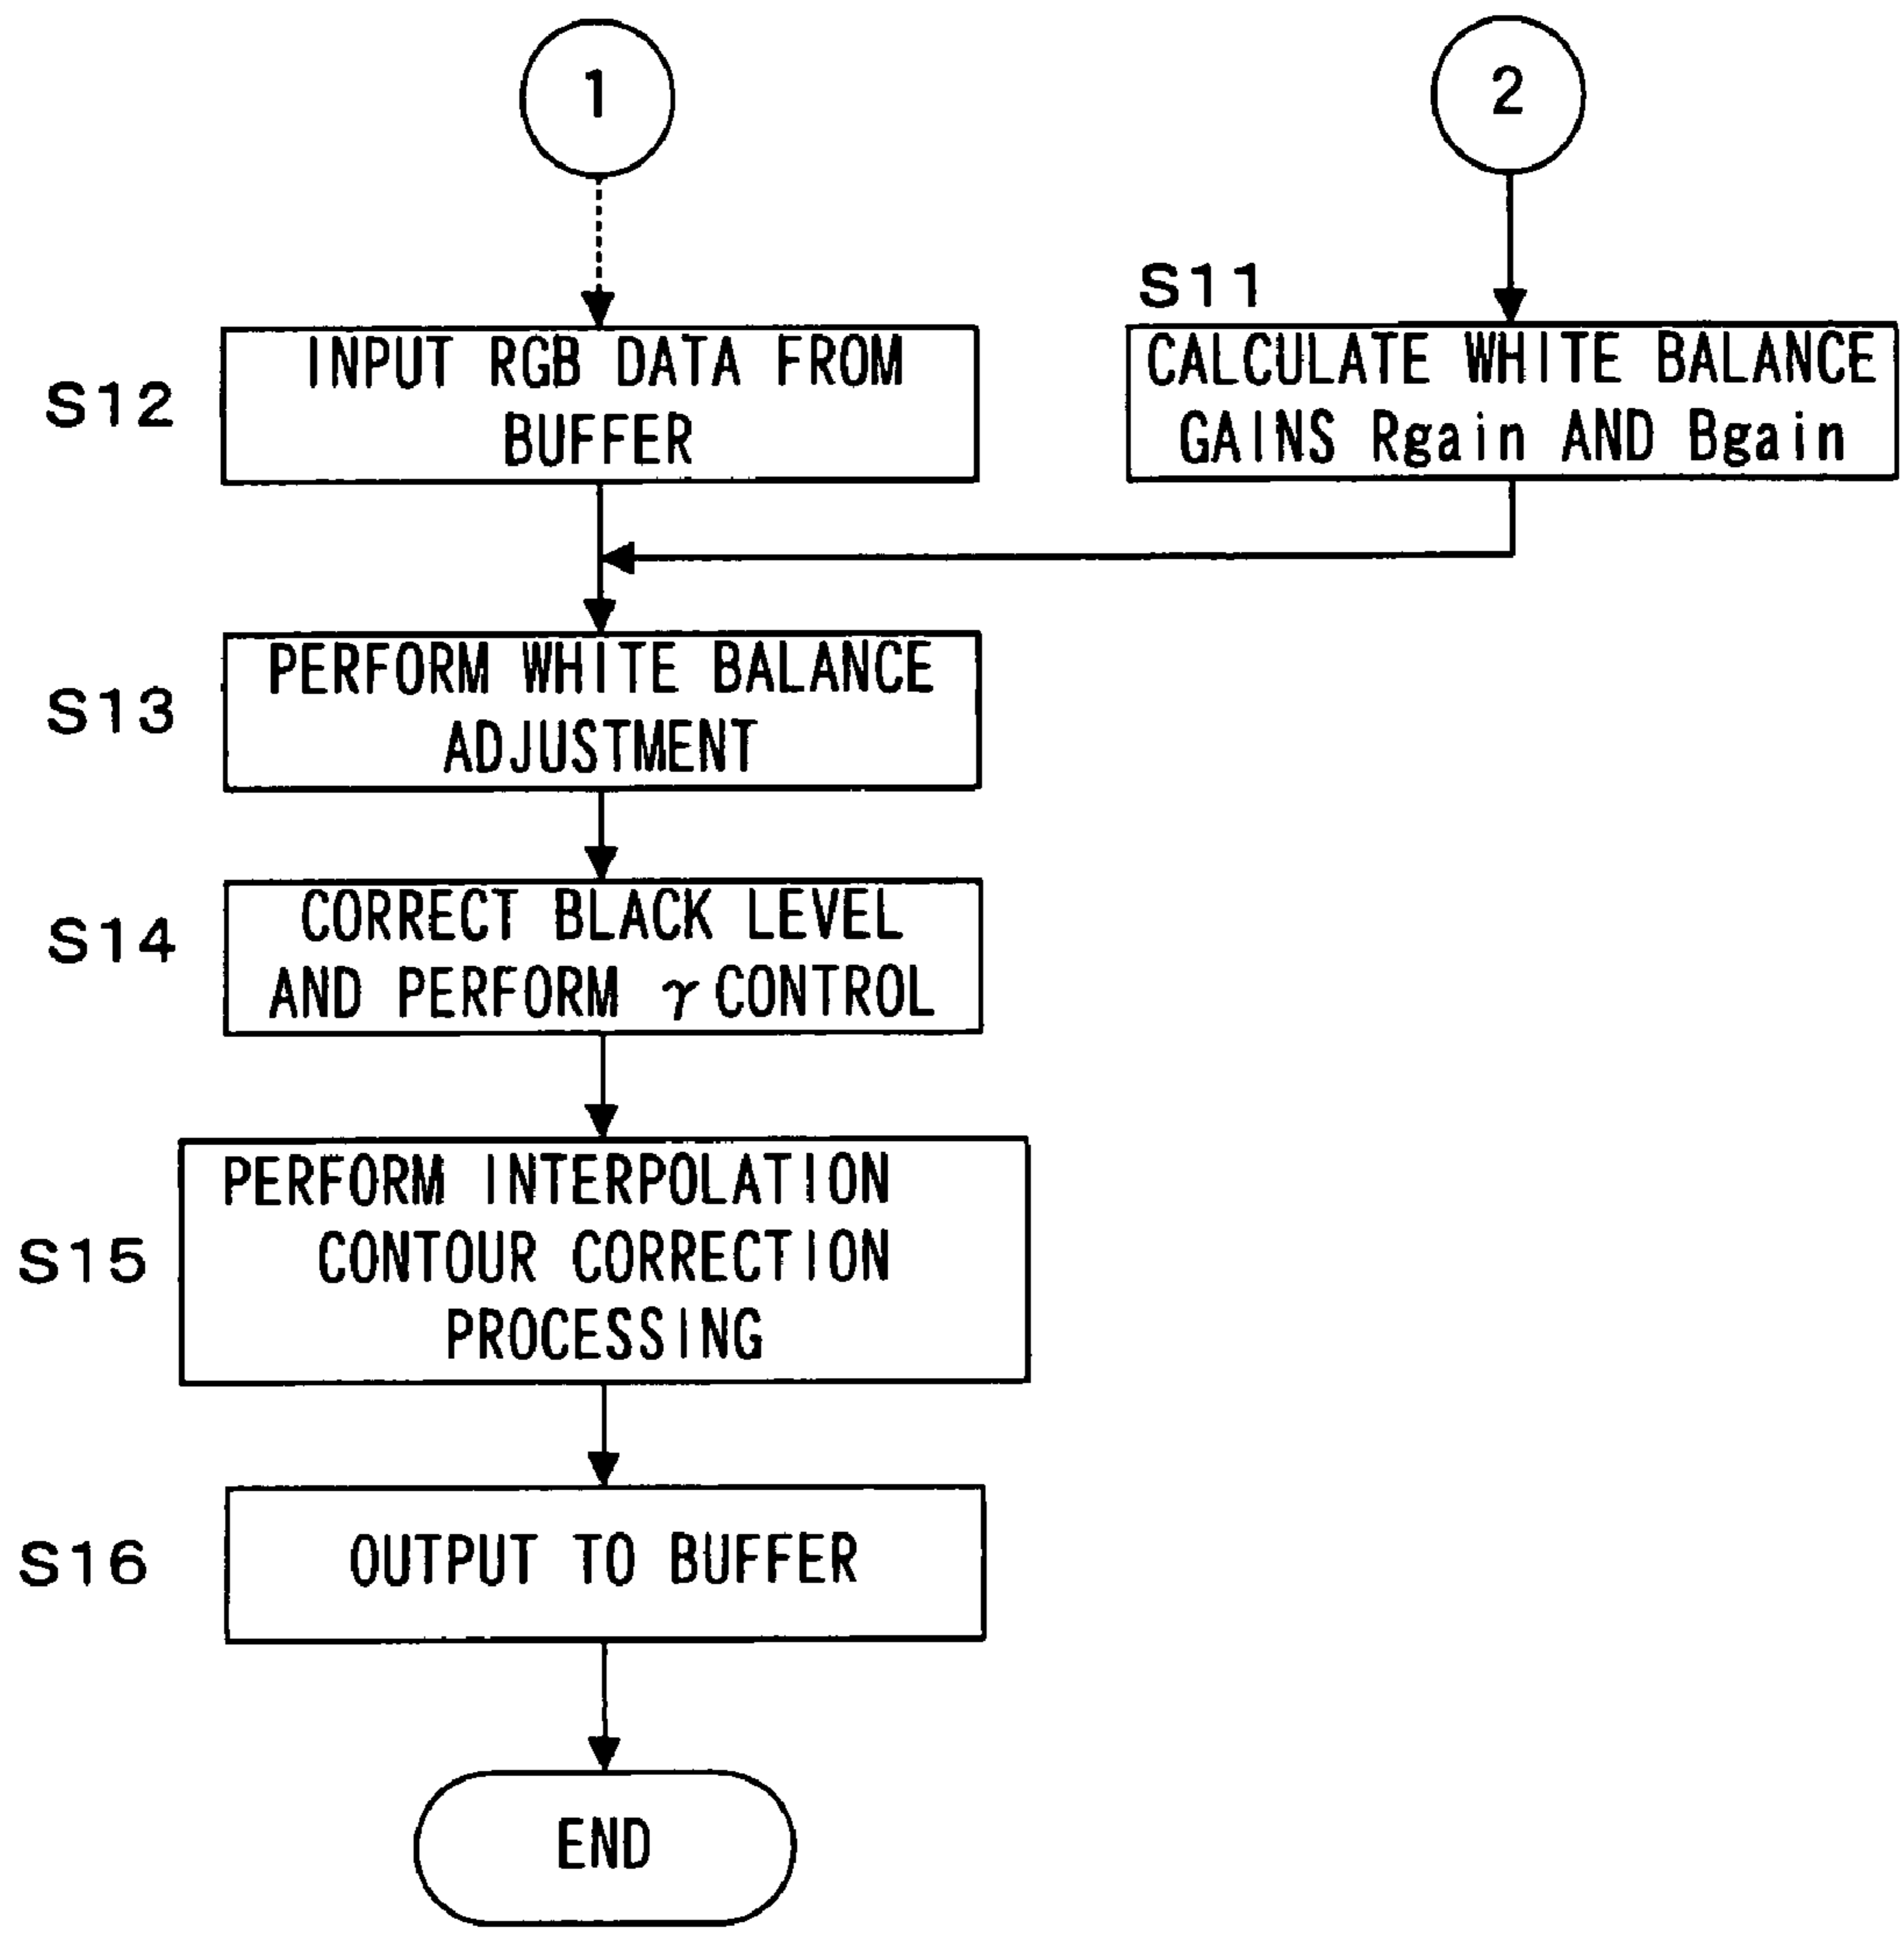 1
2
S11
S12
INPUT RGB DATA FROM
BUFFER
CALCULATE WHITE BALANCE
GAINS Rgain AND Bgain
S13
PERFORM WHITE BALANCE
ADJUSTMENT
S14
CORRECT BLACK LEVEL
AND PERFORM γ CONTROL
S15
PERFORM INTERPOLATION
CONTOUR CORRECTION
PROCESSING
S16
OUTPUT TO BUFFER
END